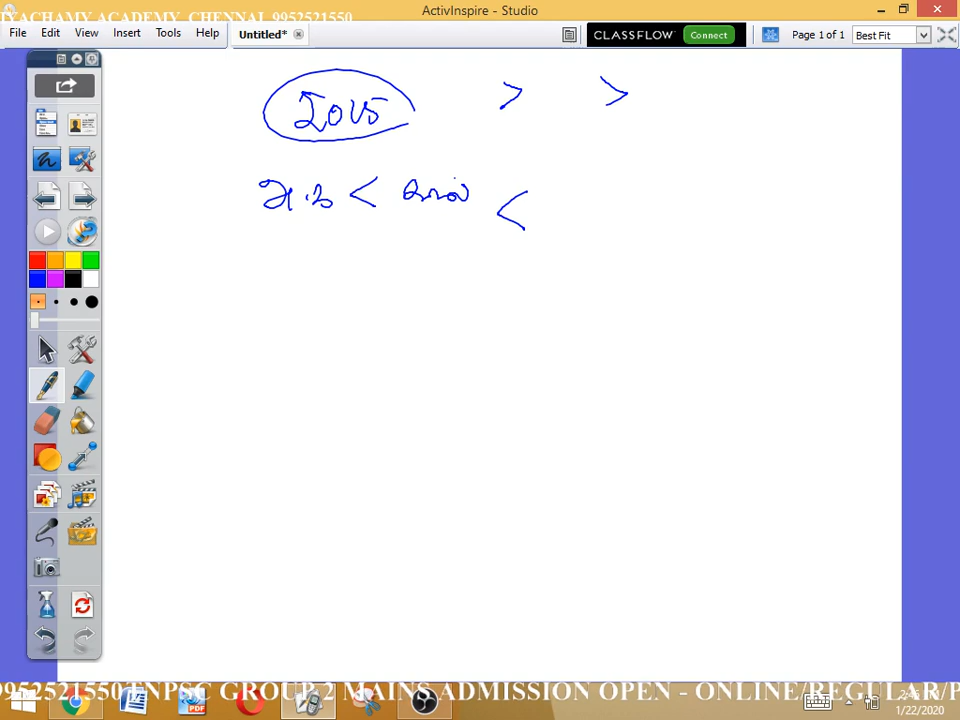 IYACHAMY ACADEMY, CHENNAI 9952521550
ActivInspire - Studio
File Edit View Insert Tools Help Untitled* CLASSFLOW Connect Page 1 of 1 Best Fit
2015 > >
< <
9952521550 TNPSC GROUP 2 MAINS ADMISSION OPEN - ONLINE/REGULAR/P
1/22/2020